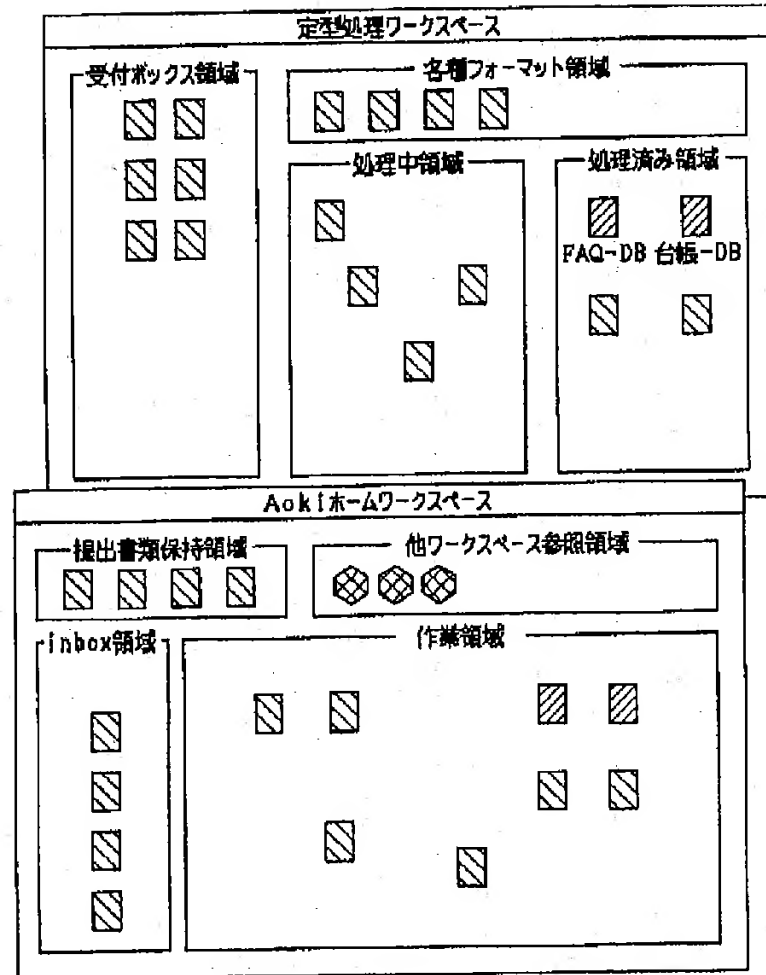 定型処理ワークスペース
受付ボックス領域
各種フォーマット領域
処理中領域
処理済み領域
FAQ-DB 台帳-DB
Aokiホームワークスペース
提出書類保持領域
他ワークスペース参照領域
inbox領域
作業領域